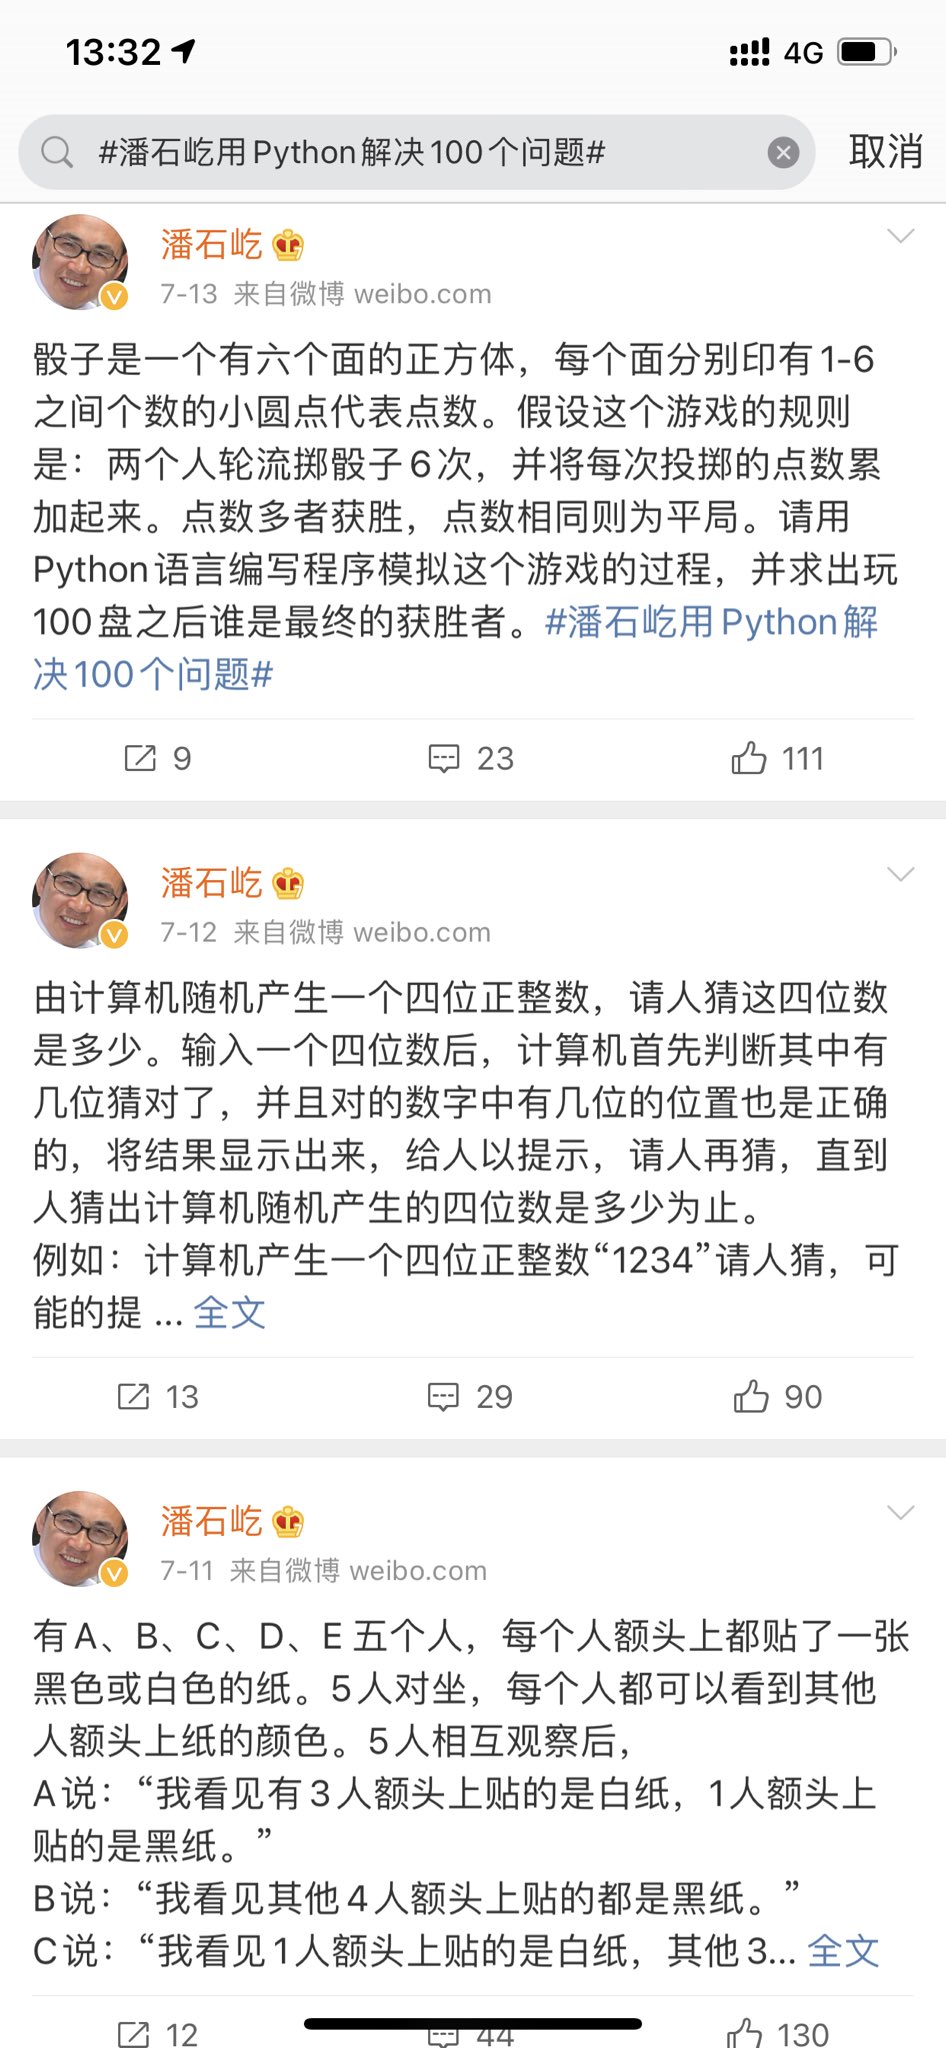 13:32
4G
#潘石屹用Python解决100个问题#
取消
潘石屹
7-13 来自微博 weibo.com
骰子是一个有六个面的正方体，每个面分别印有1-6
之间个数的小圆点代表点数。假设这个游戏的规则
是：两个人轮流掷骰子6次，并将每次投掷的点数累
加起来。点数多者获胜，点数相同则为平局。请用
Python语言编写程序模拟这个游戏的过程，并求出玩
100盘之后谁是最终的获胜者。#潘石屹用Python解
决100个问题#
9
23
111
潘石屹
7-12 来自微博 weibo.com
由计算机随机产生一个四位正整数，请人猜这四位数
是多少。输入一个四位数后，计算机首先判断其中有
几位猜对了，并且对的数字中有几位的位置也是正确
的，将结果显示出来，给人以提示，请人再猜，直到
人猜出计算机随机产生的四位数是多少为止。
例如：计算机产生一个四位正整数“1234”请人猜，可
能的提 ... 全文
13
29
90
潘石屹
7-11 来自微博 weibo.com
有A、B、C、D、E 五个人，每个人额头上都贴了一张
黑色或白色的纸。5人对坐，每个人都可以看到其他
人额头上纸的颜色。5人相互观察后，
A说：“我看见有3人额头上贴的是白纸，1人额头上
贴的是黑纸。”
B说：“我看见其他4人额头上贴的都是黑纸。”
C说：“我看见1人额头上贴的是白纸，其他3... 全文
12
44
130